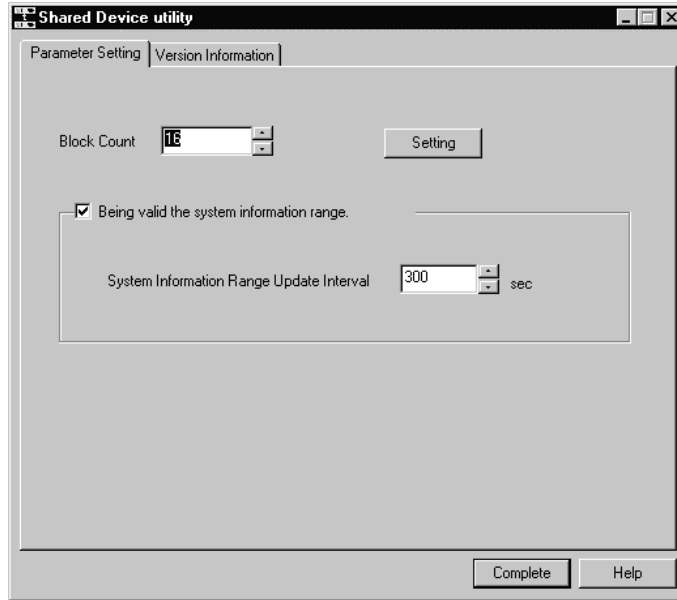 Shared Device utility
Parameter Setting Version Information
Block Count 16 Setting
Being valid the system information range.
System Information Range Update Interval 300 sec
Complete Help